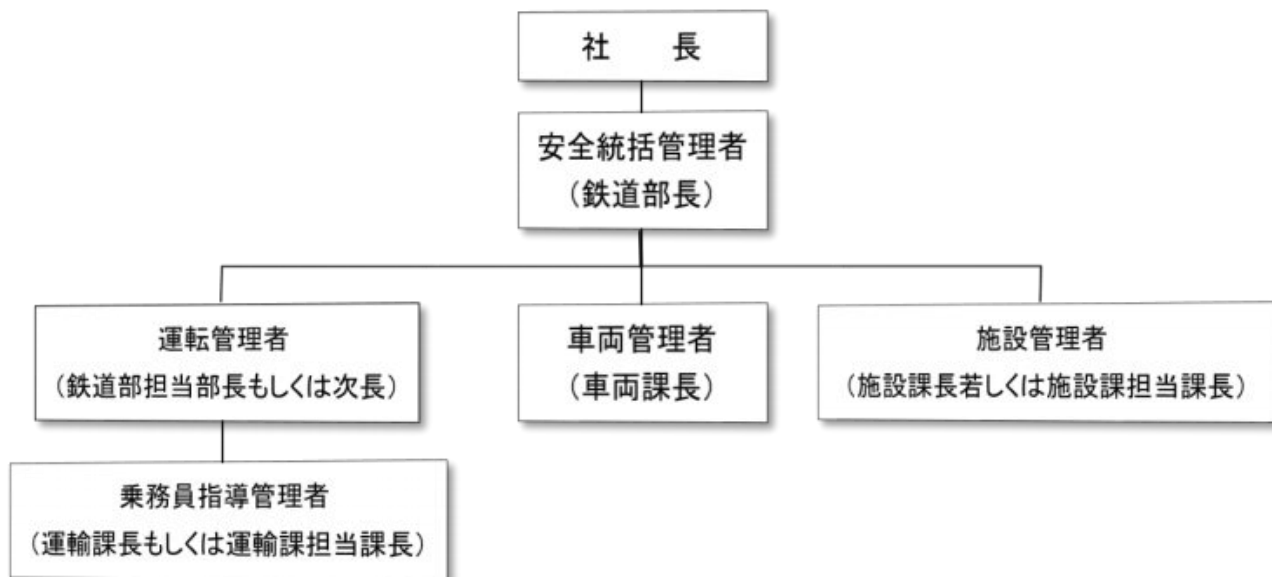 社　　長
安全統括管理者
（鉄道部長）
運転管理者
（鉄道部担当部長もしくは次長）
車両管理者
（車両課長）
施設管理者
（施設課長若しくは施設課担当課長）
乗務員指導管理者
（運輸課長もしくは運輸課担当課長）